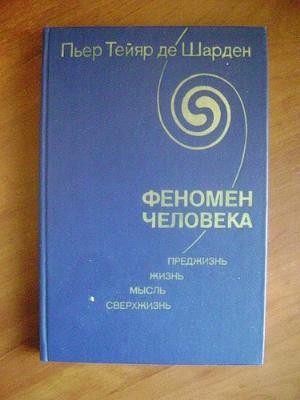 Пьер Тейяр де Шарден
ФЕНОМЕН
ЧЕЛОВЕКА
ПРЕДЖИЗНЬ
ЖИЗНЬ
МЫСЛЬ
СВЕРХЖИЗНЬ